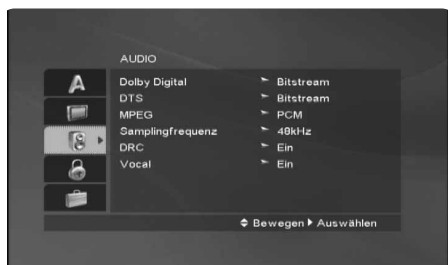 AUDIO
Dolby Digital Bitstream
DTS Bitstream
MPEG PCM
Samplingfrequenz 48kHz
DRC Ein
Vocal Ein
Bewegen Auswählen